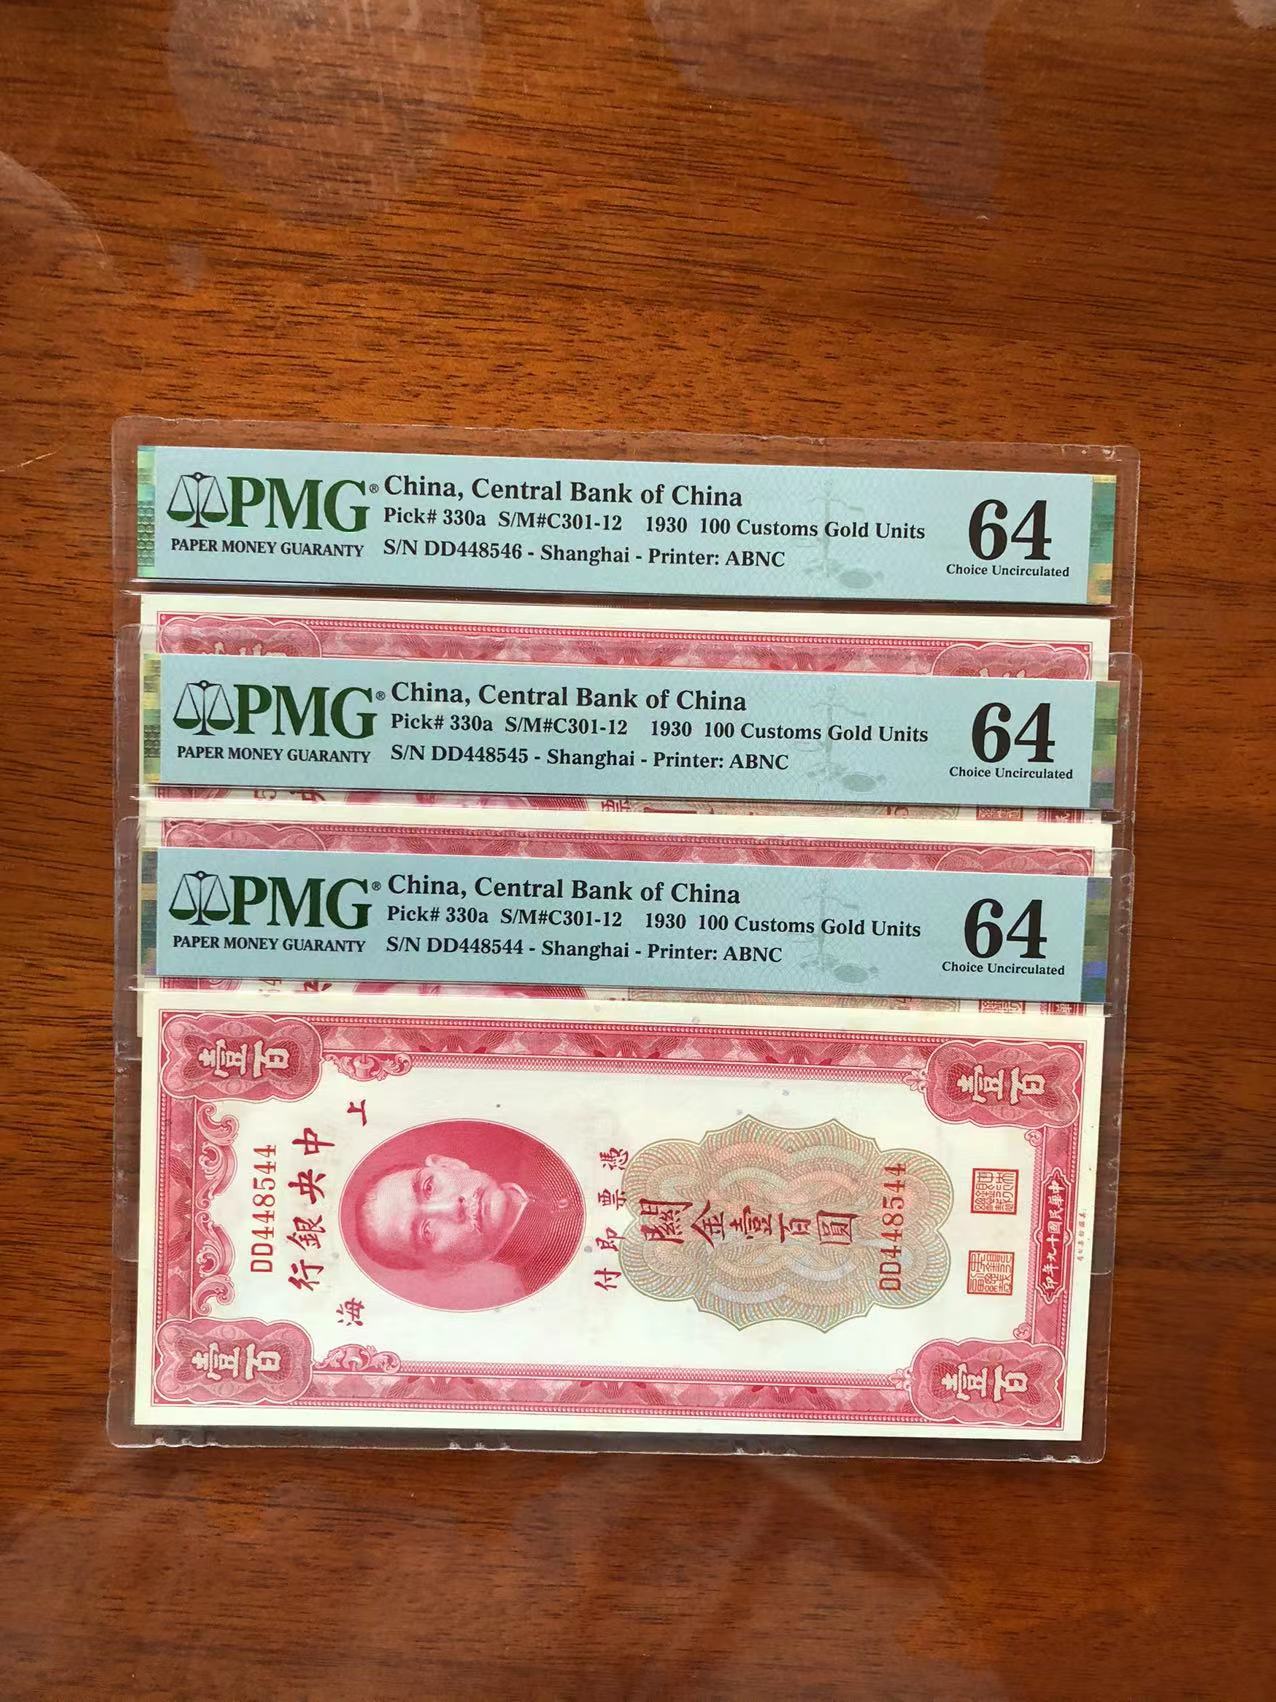 PMG®
PAPER MONEY GUARANTY
China, Central Bank of China
Pick# 330a S/M#C301-12 1930 100 Customs Gold Units
S/N DD448546 - Shanghai - Printer: ABNC
64
Choice Uncirculated
PMG®
PAPER MONEY GUARANTY
China, Central Bank of China
Pick# 330a S/M#C301-12 1930 100 Customs Gold Units
S/N DD448545 - Shanghai - Printer: ABNC
64
Choice Uncirculated
PMG®
PAPER MONEY GUARANTY
China, Central Bank of China
Pick# 330a S/M#C301-12 1930 100 Customs Gold Units
S/N DD448544 - Shanghai - Printer: ABNC
64
Choice Uncirculated
壹百
壹百
DD448544
中央銀行
上海
憑票即付
關金壹百圓
DD448544
中華民國十九年印
壹百
壹百